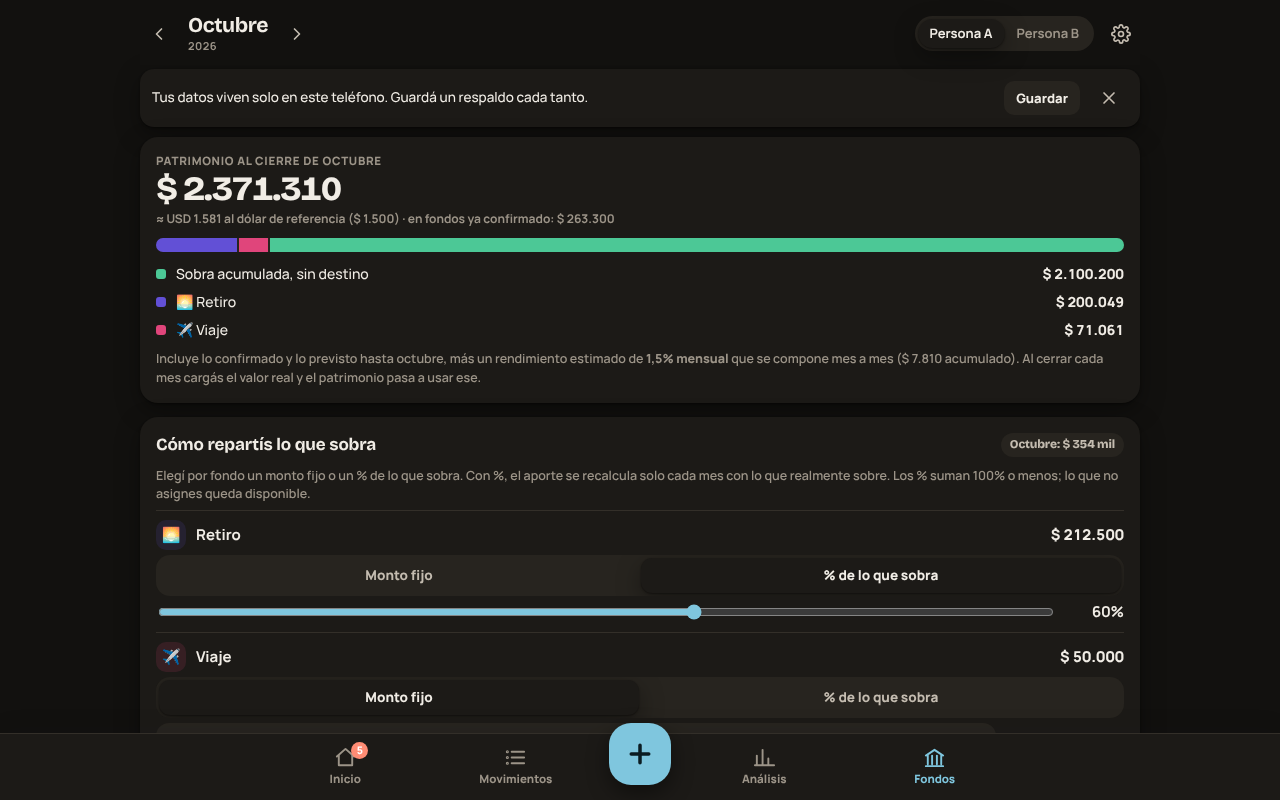 Octubre
2026
Persona A
Persona B
Tus datos viven solo en este teléfono. Guardá un respaldo cada tanto.
Guardar
PATRIMONIO AL CIERRE DE OCTUBRE
$ 2.371.310
≈ USD 1.581 al dólar de referencia ($ 1.500) · en fondos ya confirmado: $ 263.300
Sobra acumulada, sin destino
$ 2.100.200
Retiro
$ 200.049
Viaje
$ 71.061
Incluye lo confirmado y lo previsto hasta octubre, más un rendimiento estimado de 1,5% mensual que se compone mes a mes ($ 7.810 acumulado). Al cerrar cada
mes cargás el valor real y el patrimonio pasa a usar ese.
Cómo repartís lo que sobra
Octubre: $ 354 mil
Elegí por fondo un monto fijo o un % de lo que sobra. Con %, el aporte se recalcula solo cada mes con lo que realmente sobre. Los % suman 100% o menos; lo que no
asignes queda disponible.
Retiro
$ 212.500
Monto fijo
% de lo que sobra
60%
Viaje
$ 50.000
Monto fijo
% de lo que sobra
5
Inicio
Movimientos
Análisis
Fondos